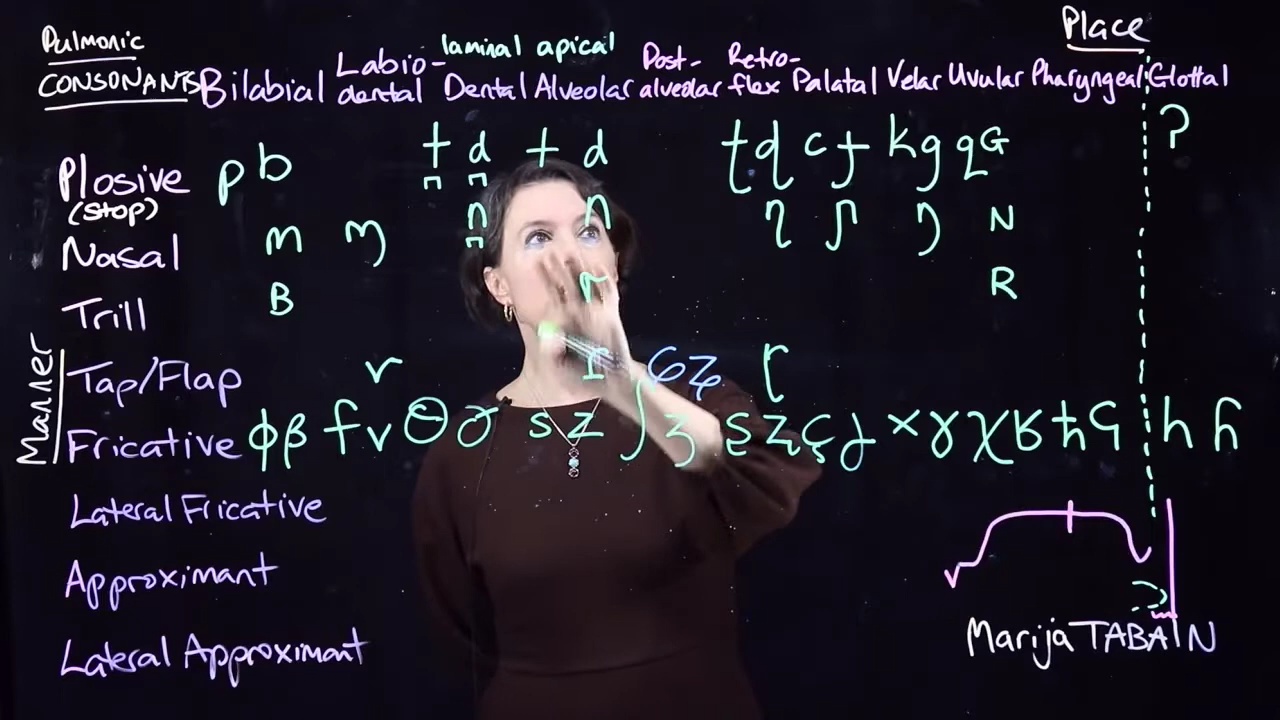 Place
Pulmonic CONSONANTS
Bilabial Labio-dental laminal Dental apical Alveolar Post-alveolar Retro-flex Palatal Velar Uvular Pharyngeal Glottal
Plosive (stop) p b t̪ d̪ t d ʈ ɖ c ɟ k g q ɢ ʔ
Nasal m ɱ n̪ n ɳ ɲ ŋ ɴ
Trill ʙ r ʀ
Manner
Tap/Flap ⱱ ɾ ɕ ʑ ɽ
Fricative ɸ β f v θ ð s z ʃ ʒ ʂ ʐ ç ʝ x ɣ χ ʁ ħ ʕ h ɦ
Lateral Fricative
Approximant
Lateral Approximant
Marija TABAIN